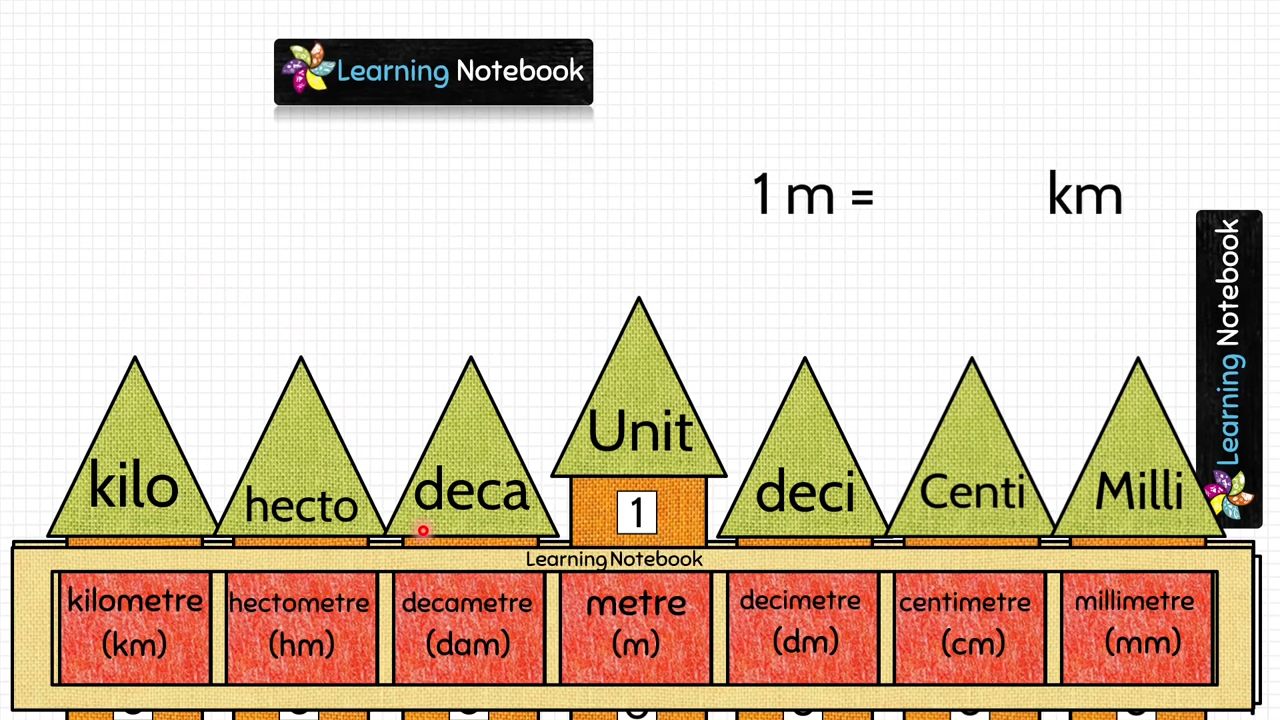 Learning Notebook
1 m = km
Learning Notebook
Unit
kilo hecto deca deci Centi Milli
1
Learning Notebook
kilometre hectometre decametre metre decimetre centimetre millimetre
(km) (hm) (dam) (m) (dm) (cm) (mm)